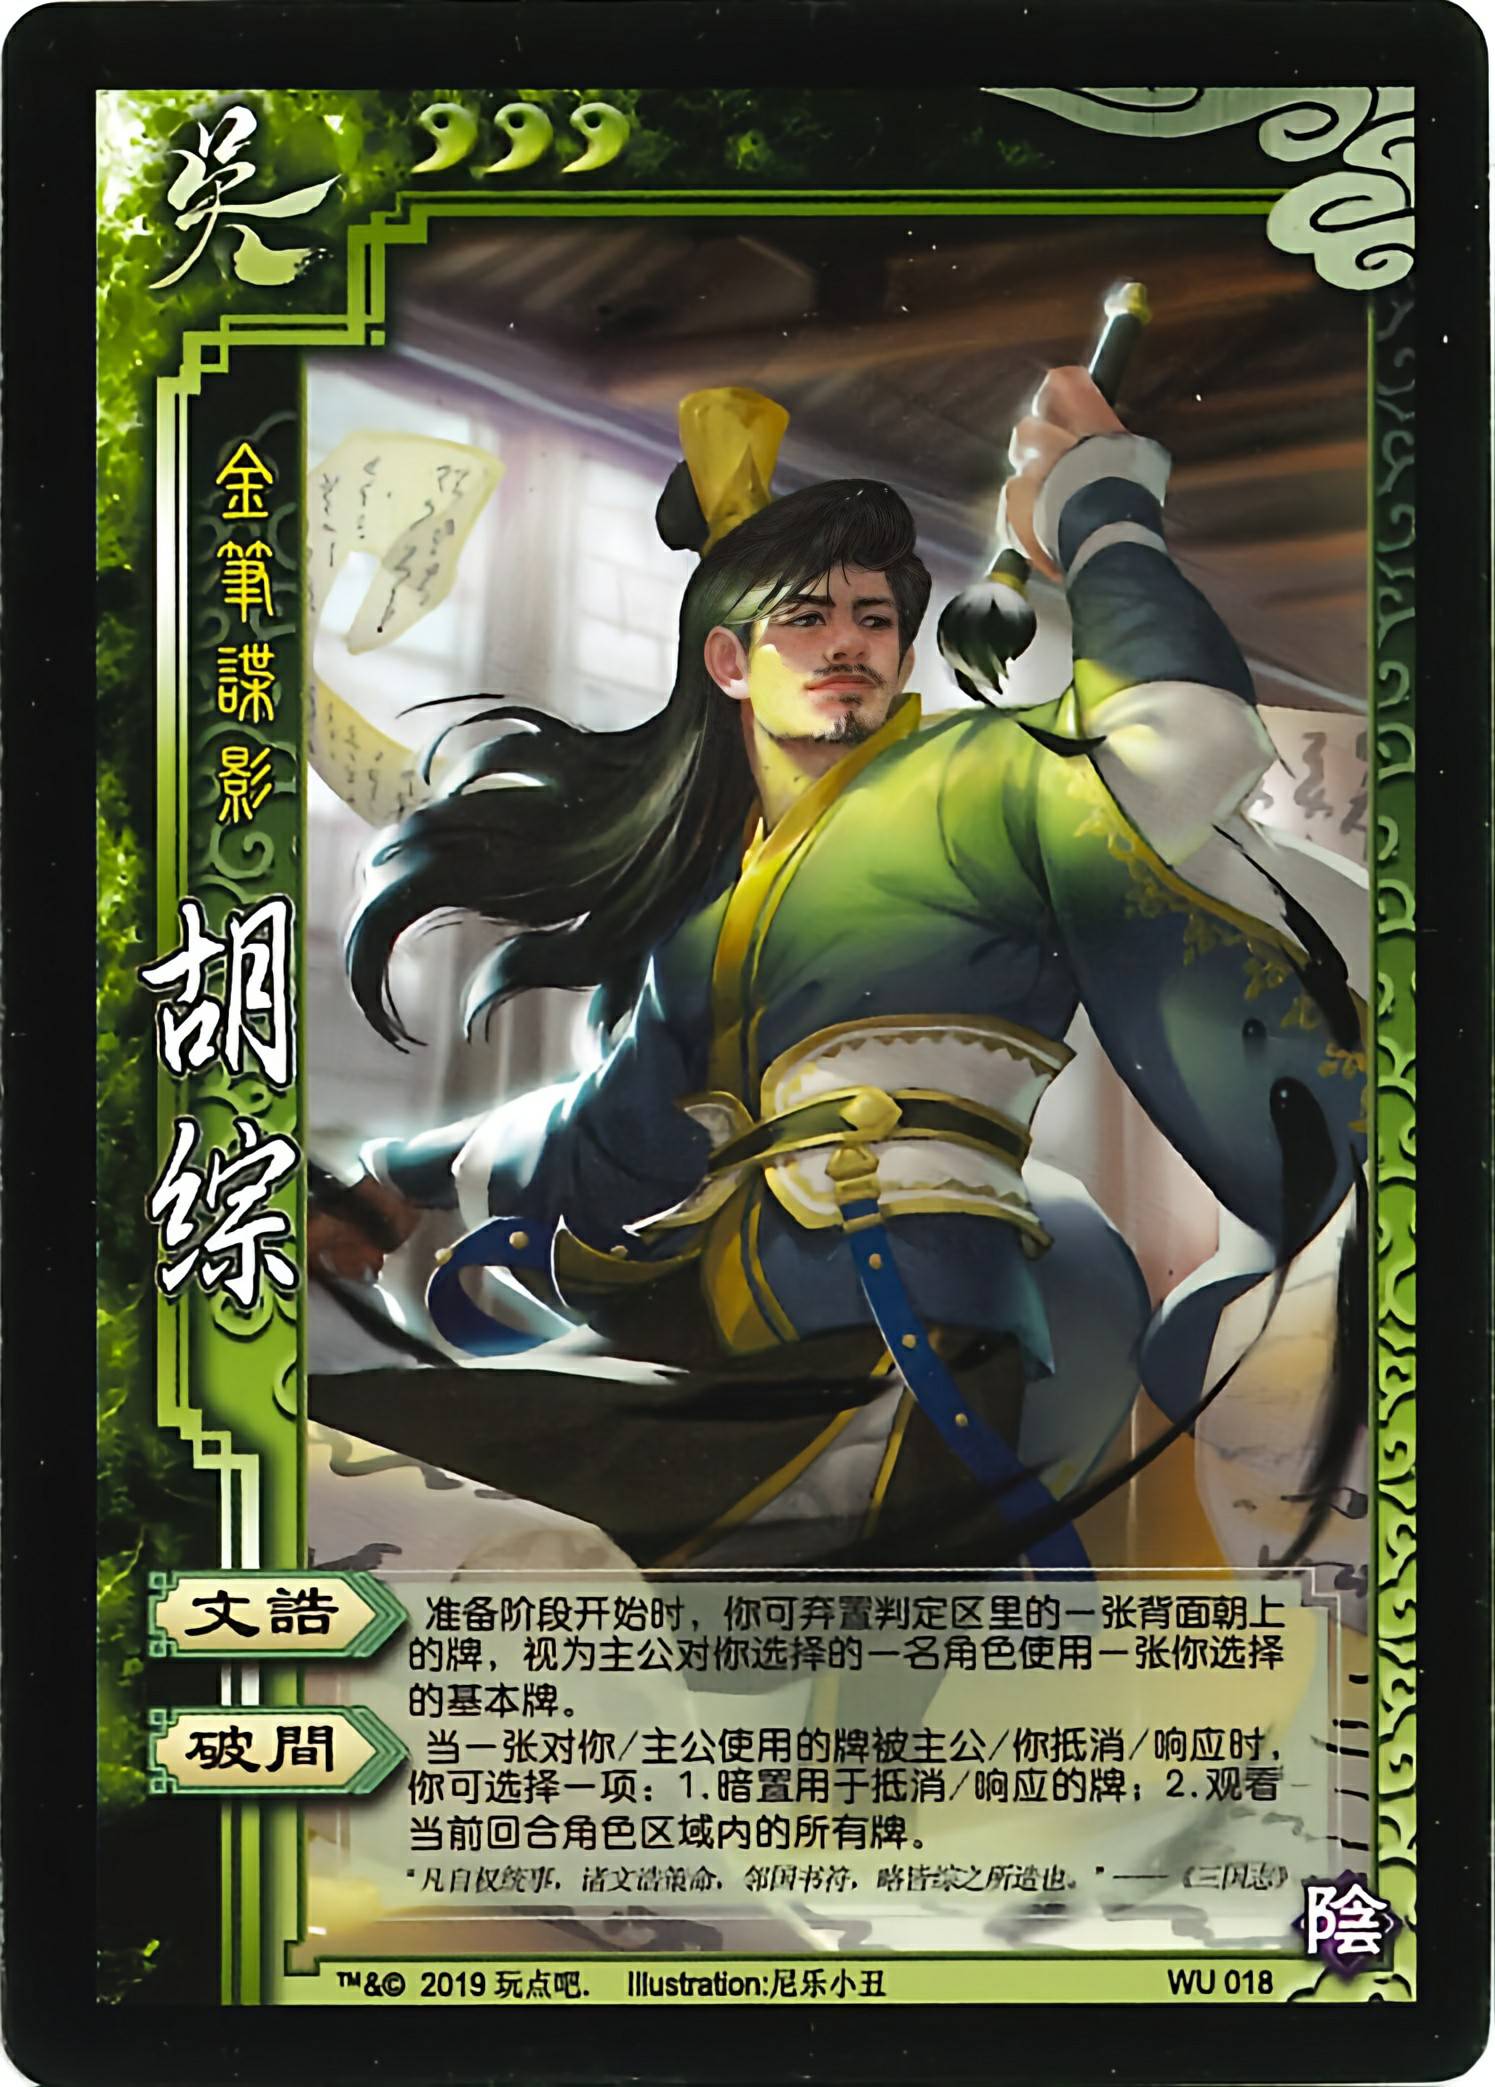 吴
金筆諜影
胡綜
文誥
准备阶段开始时，你可弃置判定区里的一张背面朝上
的牌，视为主公对你选择的一名角色使用一张你选择
的基本牌。
破間
当一张对你/主公使用的牌被主公/你抵消/响应时，
你可选择一项：1.暗置用于抵消/响应的牌；2.观看
当前回合角色区域内的所有牌。
“凡自权统事，诸文诰策命，邻国书符，略皆综之所造也。”——《三国志》
陰
™&© 2019 玩点吧. Illustration:尼乐小丑
WU 018